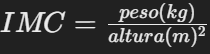 IMC = peso(kg) / altura(m)²